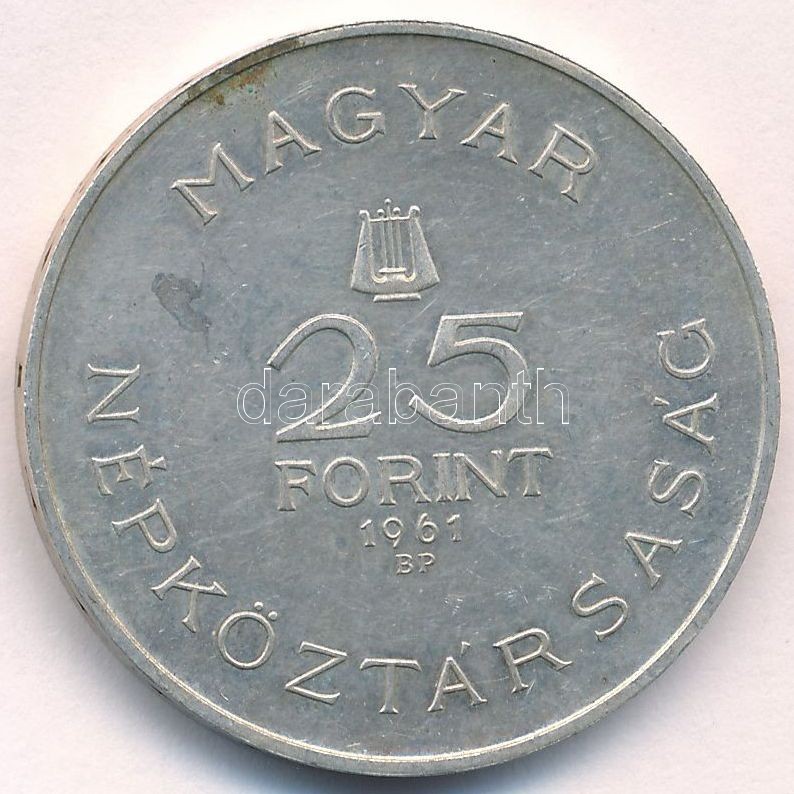 MAGYAR
25
darabanth
FORINT
1961
BP
NÉPKÖZTÁRSASÁG